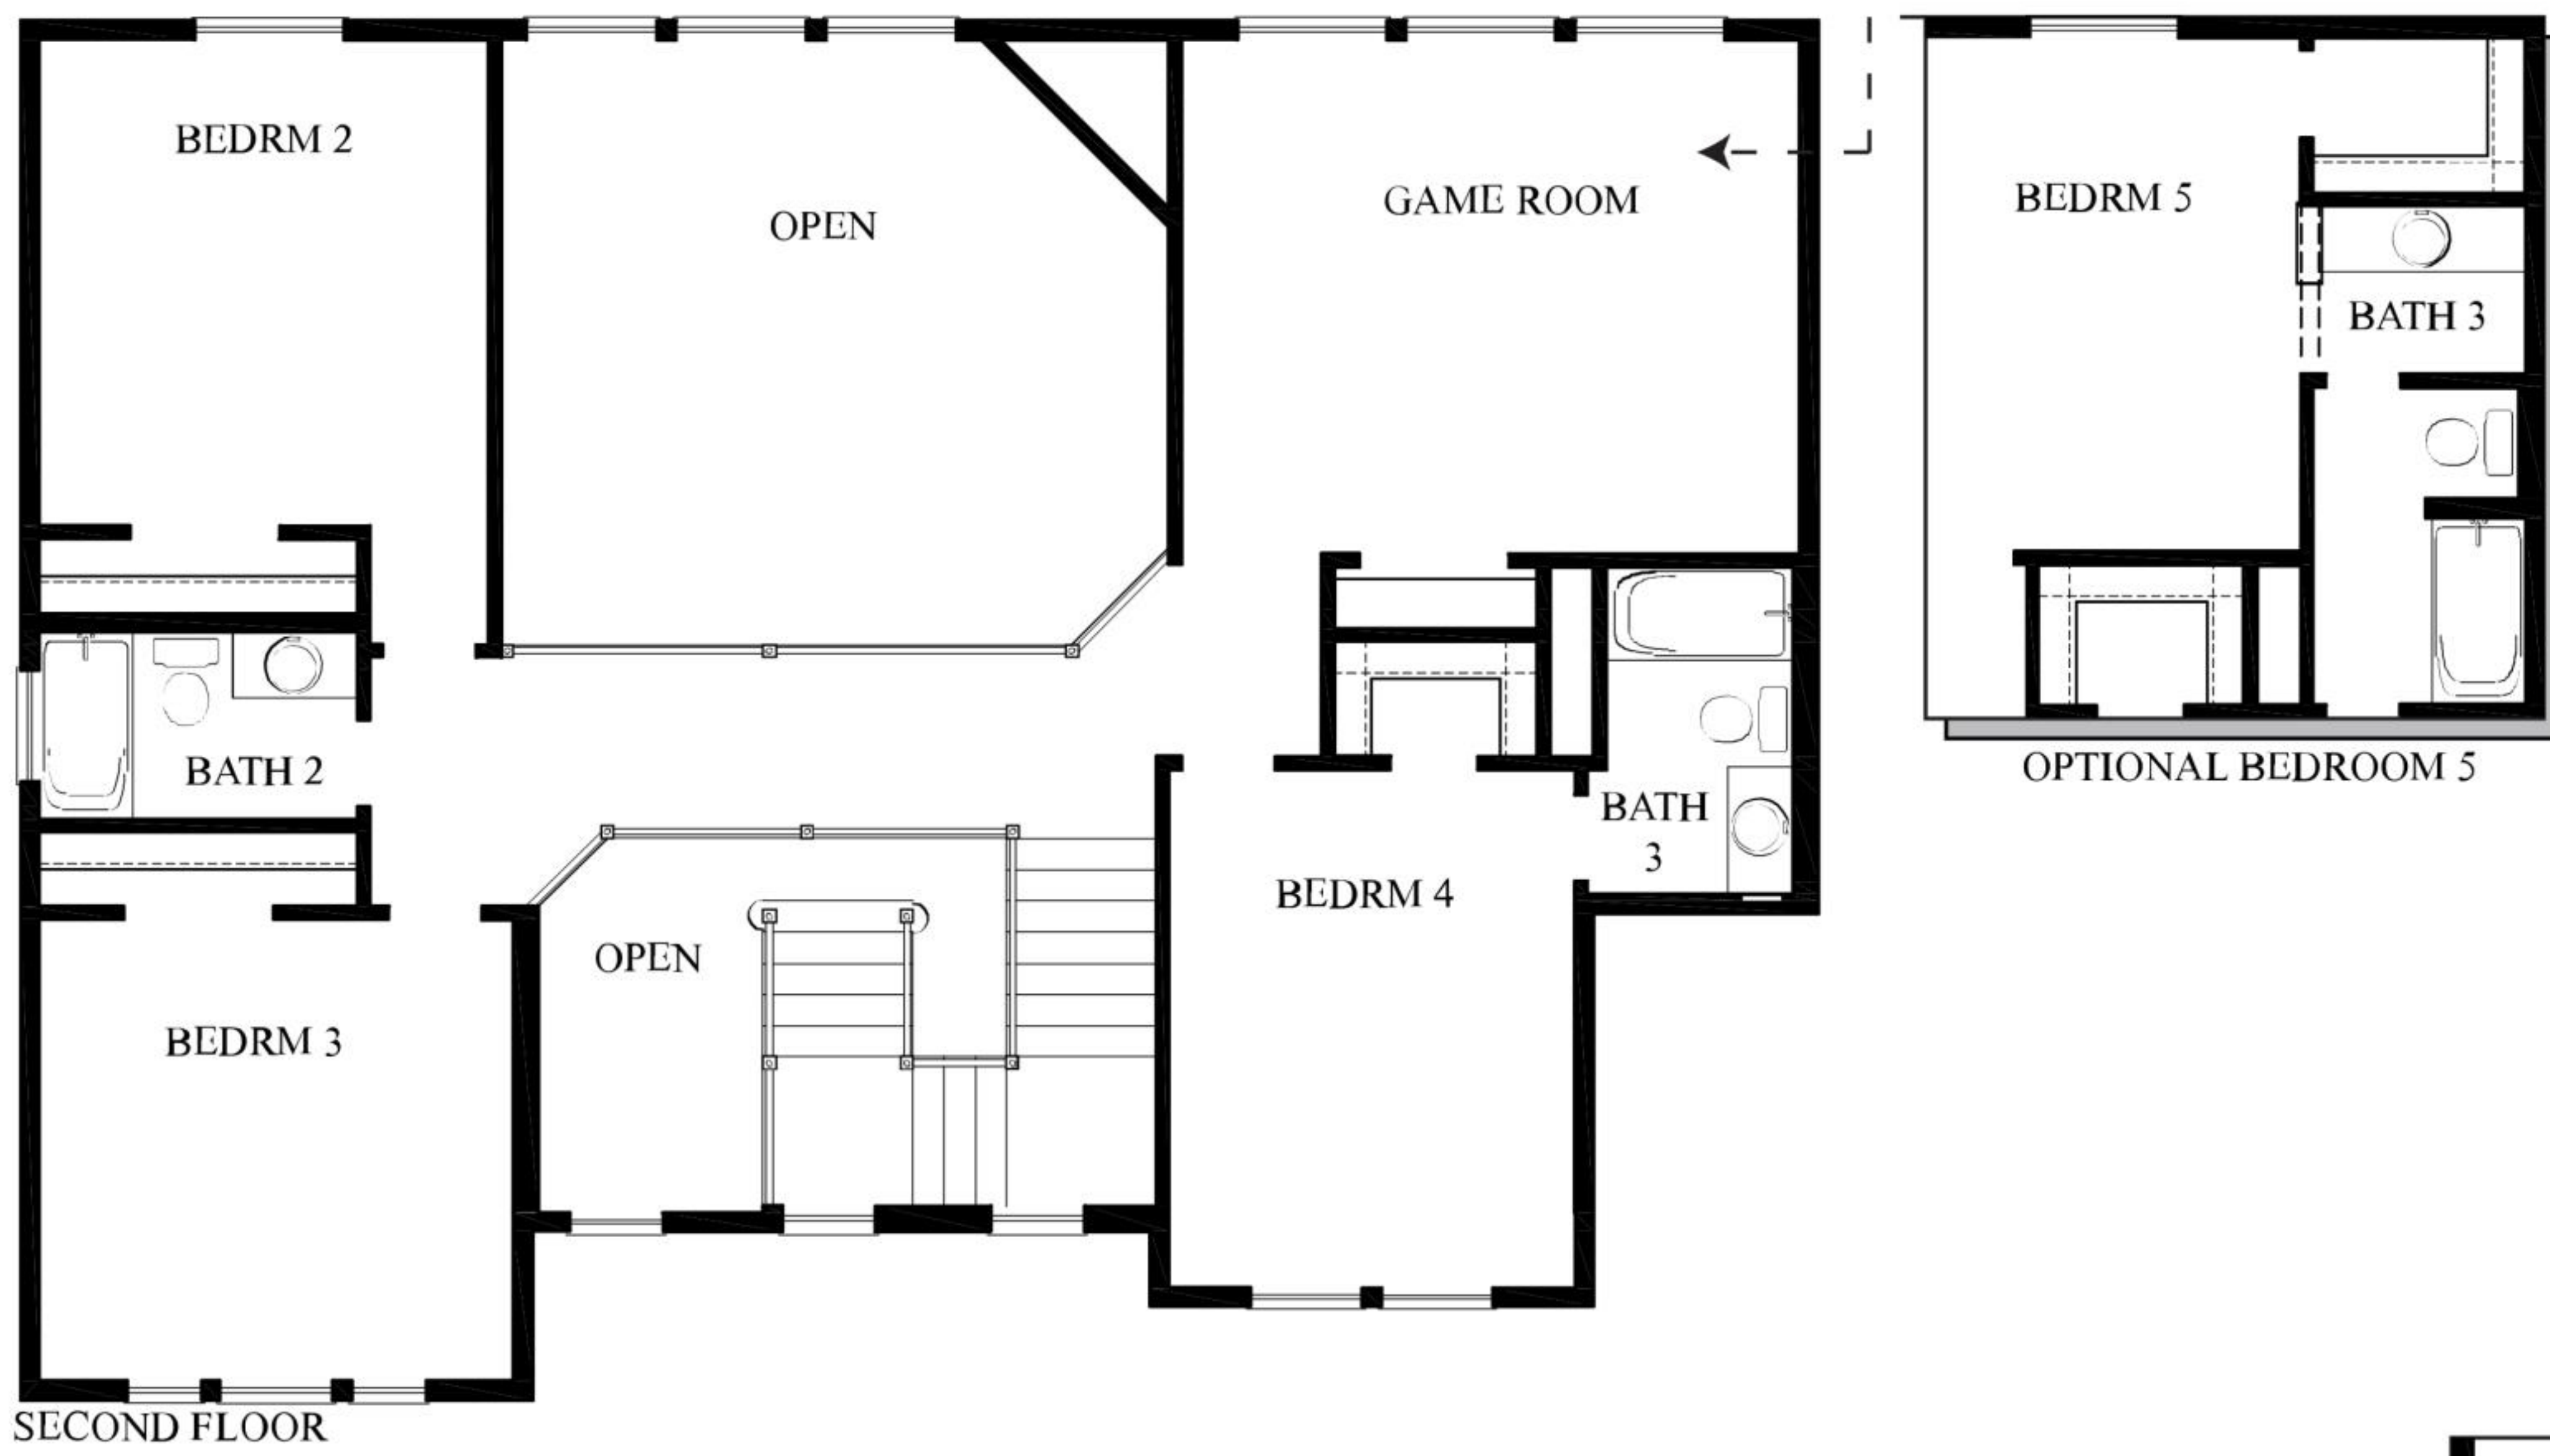 BEDRM 2
OPEN
GAME ROOM
BEDRM 5
BATH 3
BATH 2
OPTIONAL BEDROOM 5
BATH
3
BEDRM 4
OPEN
BEDRM 3
SECOND FLOOR